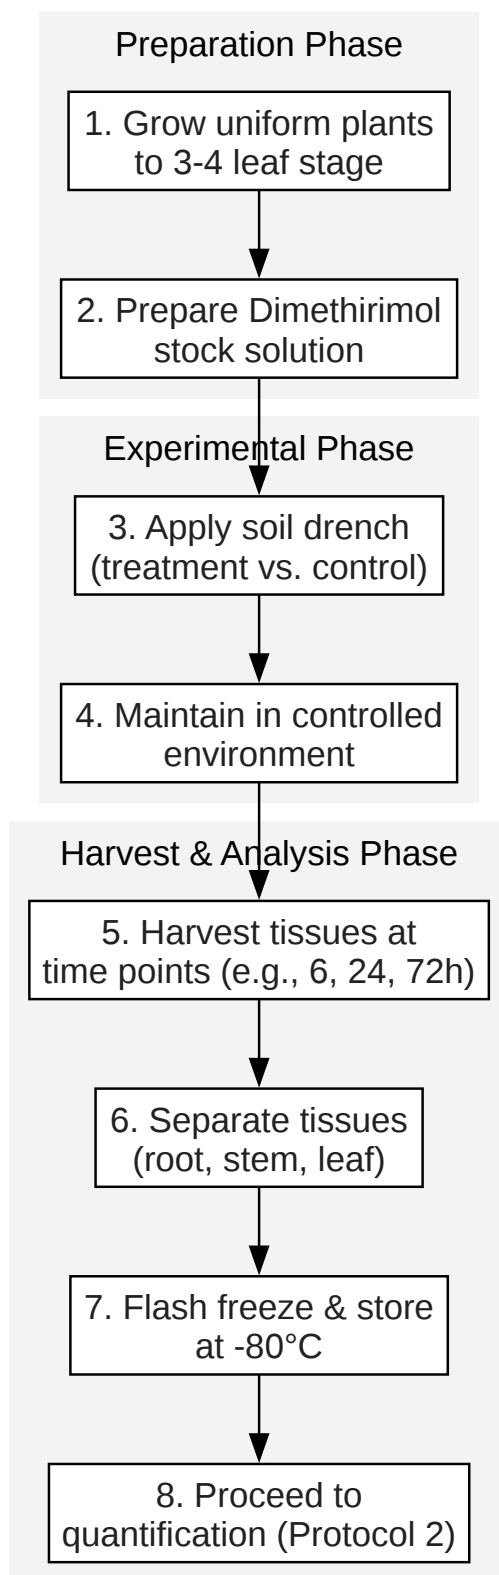 Preparation Phase
1. Grow uniform plants
to 3-4 leaf stage
2. Prepare Dimethirimol
stock solution
Experimental Phase
3. Apply soil drench
(treatment vs. control)
4. Maintain in controlled
environment
Harvest & Analysis Phase
5. Harvest tissues at
time points (e.g., 6, 24, 72h)
6. Separate tissues
(root, stem, leaf)
7. Flash freeze & store
at -80°C
8. Proceed to
quantification (Protocol 2)